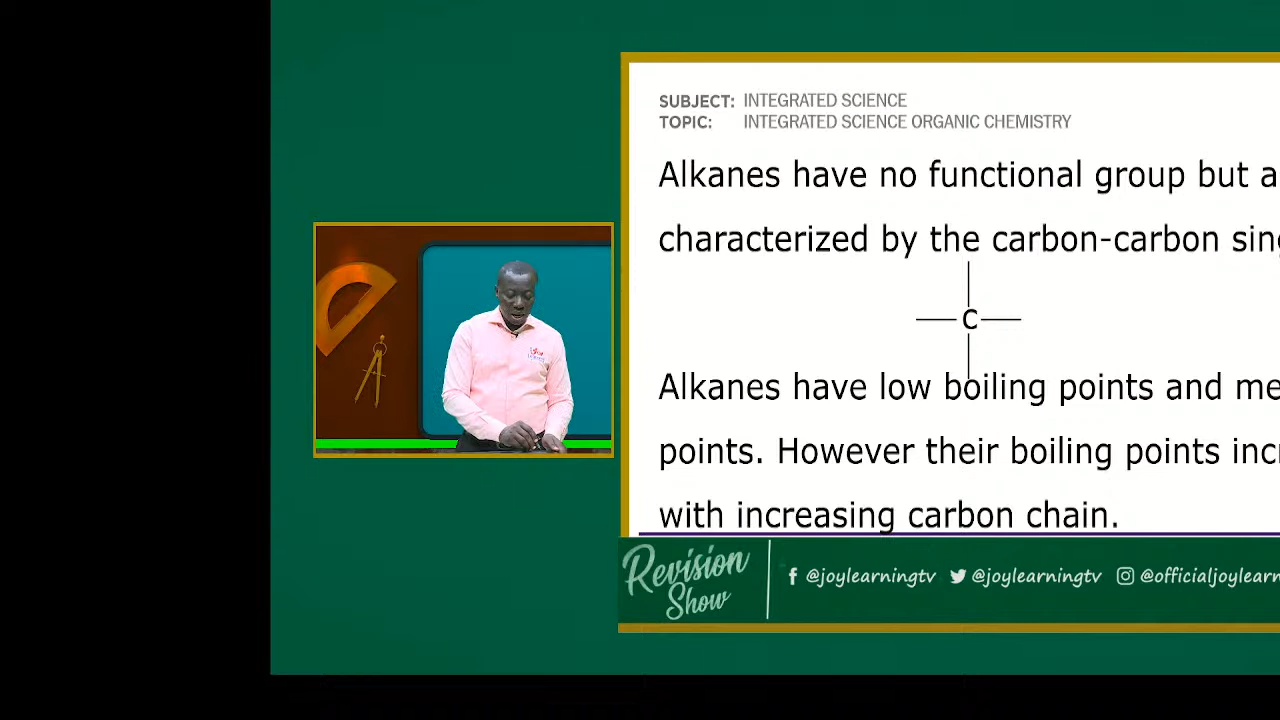 SUBJECT: INTEGRATED SCIENCE
TOPIC: INTEGRATED SCIENCE ORGANIC CHEMISTRY
Alkanes have no functional group but a
characterized by the carbon-carbon sing
C
Alkanes have low boiling points and me
points. However their boiling points incr
with increasing carbon chain.
Revision
Show
@joylearningtv @joylearningtv @officialjoylearn